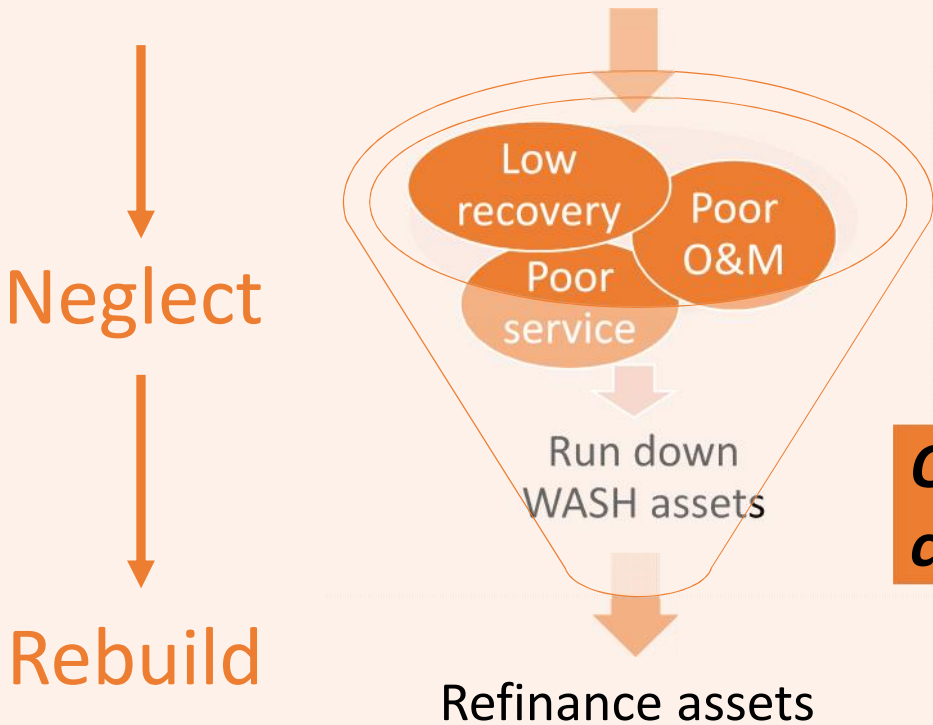 Neglect
Rebuild
Low
recovery
Poor
O&M
Poor
service
Run down
WASH assets
Refinance assets